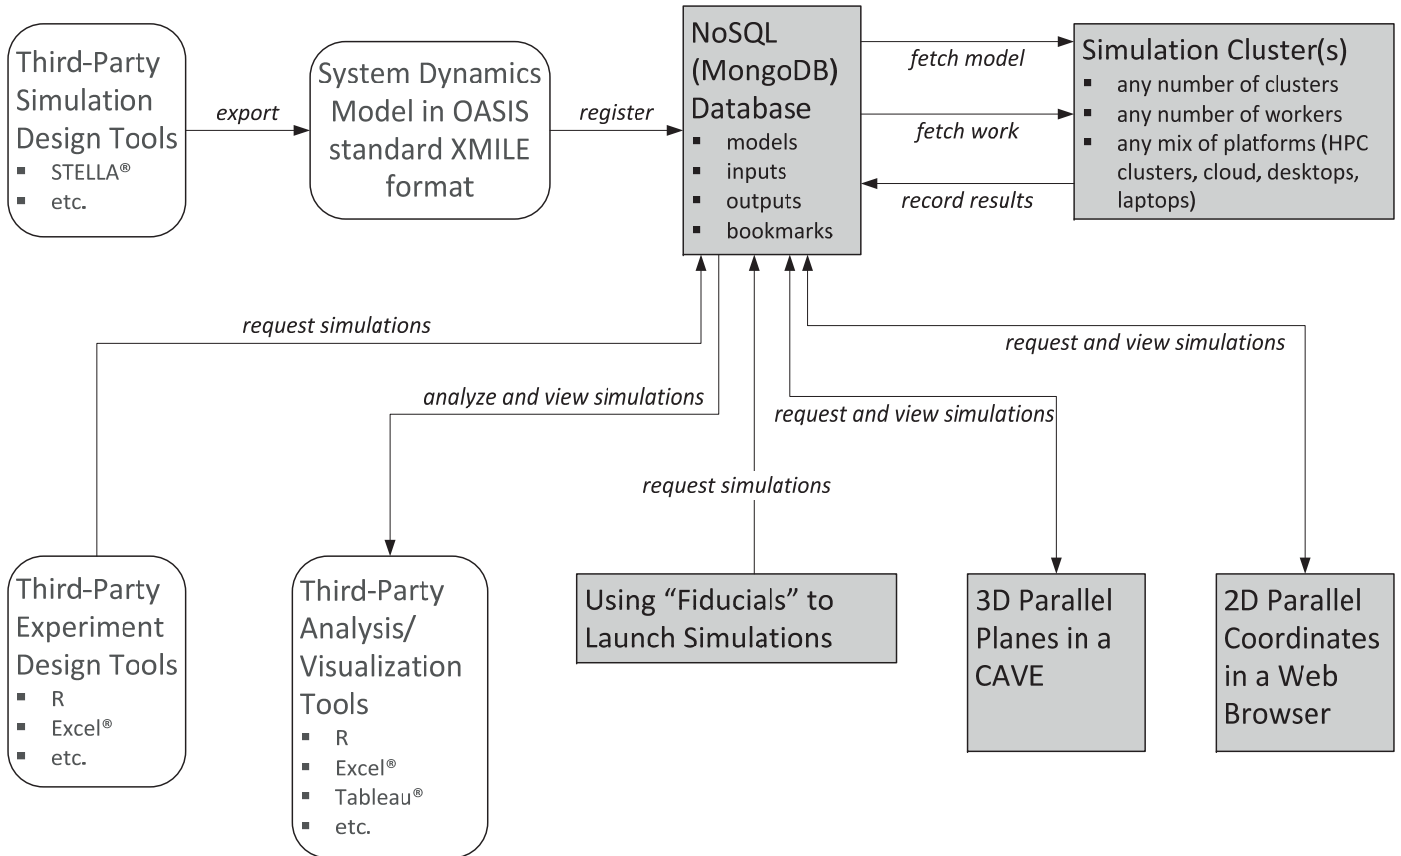 Third-Party
Simulation
Design Tools
▪ STELLA®
▪ etc.
export
System Dynamics
Model in OASIS
standard XMILE
format
register
NoSQL
(MongoDB)
Database
▪ models
▪ inputs
▪ outputs
▪ bookmarks
fetch model
fetch work
record results
Simulation Cluster(s)
▪ any number of clusters
▪ any number of workers
▪ any mix of platforms (HPC
clusters, cloud, desktops,
laptops)
request simulations
analyze and view simulations
request simulations
request and view simulations
request and view simulations
Third-Party
Experiment
Design Tools
▪ R
▪ Excel®
▪ etc.
Third-Party
Analysis/
Visualization
Tools
▪ R
▪ Excel®
▪ Tableau®
▪ etc.
Using “Fiducials” to
Launch Simulations
3D Parallel
Planes in a
CAVE
2D Parallel
Coordinates
in a Web
Browser